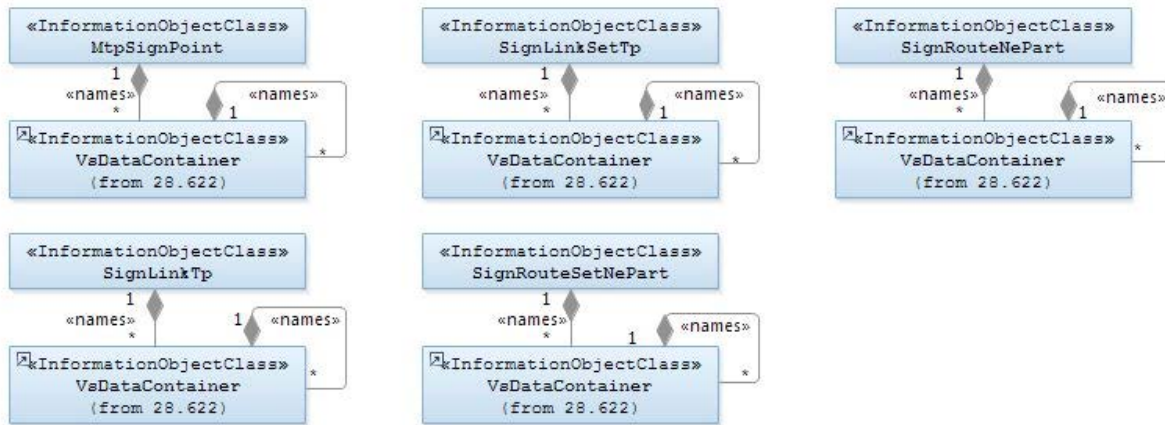 «InformationObjectClass»
MtpSignPoint
1
«names»
*
1
«names»
*
«InformationObjectClass»
VsDataContainer
(from 28.622)
«InformationObjectClass»
SignLinkSetTp
1
«names»
*
1
«names»
*
«InformationObjectClass»
VsDataContainer
(from 28.622)
«InformationObjectClass»
SignRouteNePart
1
«names»
*
1
«names»
*
«InformationObjectClass»
VsDataContainer
(from 28.622)
«InformationObjectClass»
SignLinkTp
1
«names»
*
1
«names»
*
«InformationObjectClass»
VsDataContainer
(from 28.622)
«InformationObjectClass»
SignRouteSetNePart
1
«names»
*
1
«names»
*
«InformationObjectClass»
VsDataContainer
(from 28.622)